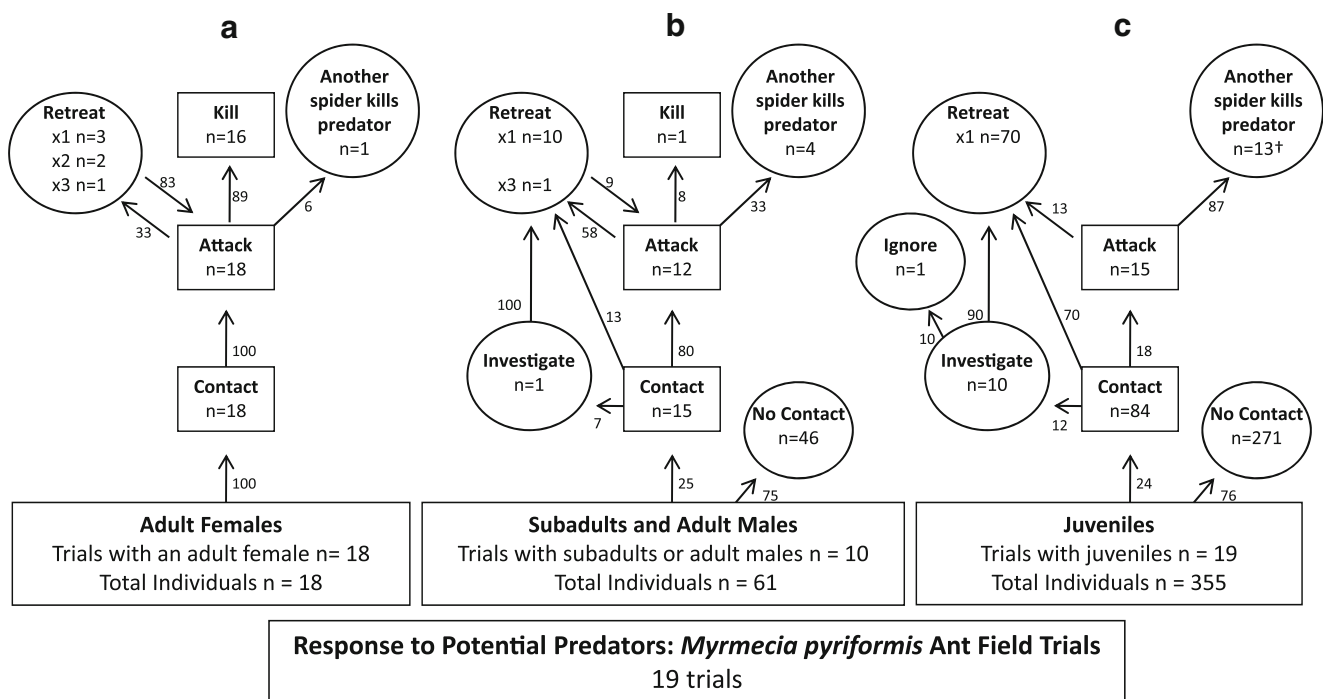 a
Retreat
x1 n=3
x2 n=2
x3 n=1
Kill
n=16
Another
spider kills
predator
n=1
83
89
6
33
Attack
n=18
100
Contact
n=18
100
Adult Females
Trials with an adult female n= 18
Total Individuals n = 18
b
Retreat
x1 n=10
x3 n=1
Kill
n=1
Another
spider kills
predator
n=4
9
8
33
58
Attack
n=12
100
13
80
Investigate
n=1
Contact
n=15
7
No Contact
n=46
25
75
Subadults and Adult Males
Trials with subadults or adult males n = 10
Total Individuals n = 61
c
Retreat
x1 n=70
Another
spider kills
predator
n=13†
13
87
Ignore
n=1
Attack
n=15
90
70
10
18
Investigate
n=10
Contact
n=84
12
No Contact
n=271
24
76
Juveniles
Trials with juveniles n = 19
Total Individuals n = 355
Response to Potential Predators: Myrmecia pyriformis Ant Field Trials
19 trials